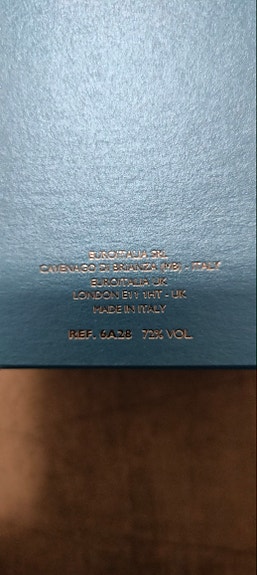 EUROITALIA SRL
CAVENAGO DI BRIANZA (MB) - ITALY
EUROITALIA UK
LONDON E11 1HT - UK
MADE IN ITALY
REF. 6A28 72% VOL.